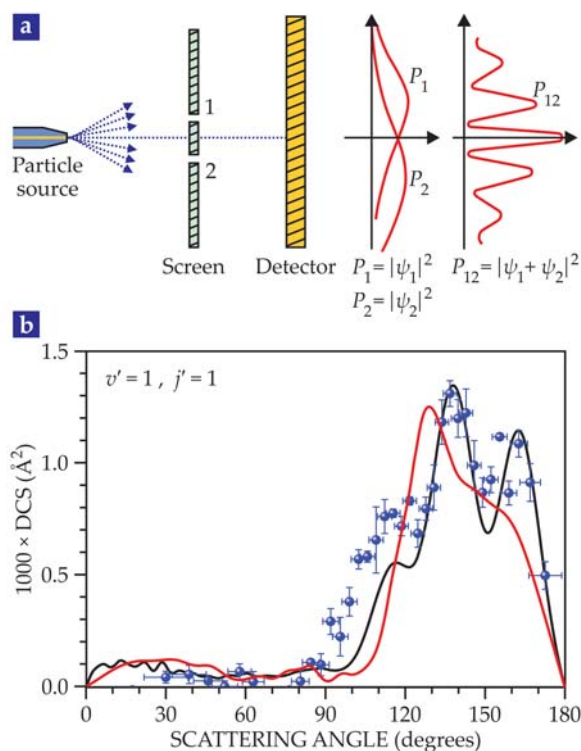 a
1
2
Particle
source
Screen
Detector
P₁
P₂
P₁ = |ψ₁|²
P₂ = |ψ₂|²
P₁₂
P₁₂ = |ψ₁ + ψ₂|²
b
v′ = 1 , j′ = 1
1000 × DCS (Å²)
1.5
1.0
0.5
0.0
0 30 60 90 120 150 180
SCATTERING ANGLE (degrees)